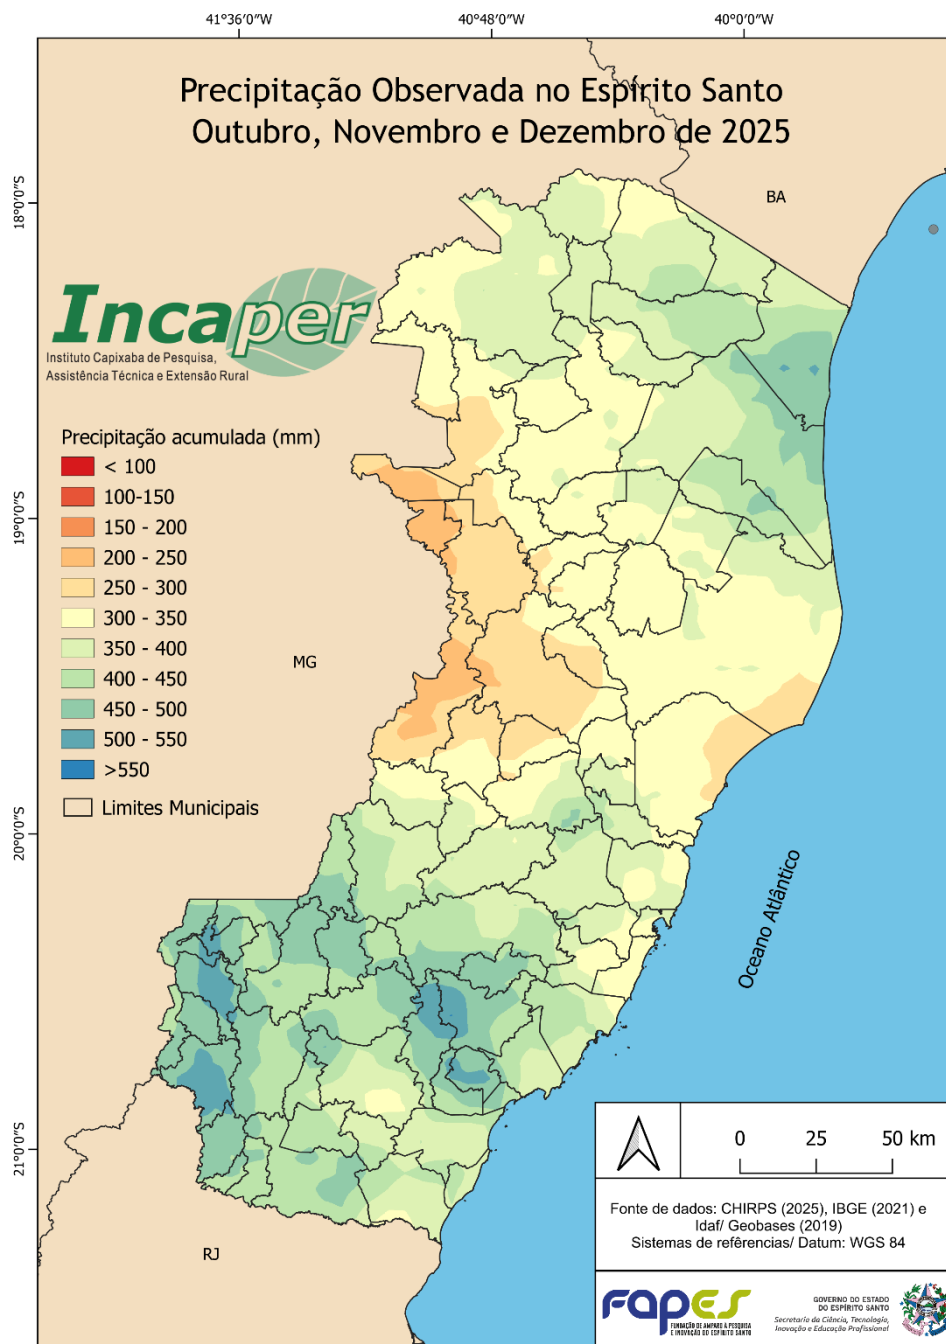 41°36'0"W
40°48'0"W
40°0'0"W
Precipitação Observada no Espírito Santo
Outubro, Novembro e Dezembro de 2025
18°0'0"S
BA
Incaper
Instituto Capixaba de Pesquisa,
Assistência Técnica e Extensão Rural
Precipitação acumulada (mm)
< 100
100-150
150 - 200
200 - 250
250 - 300
300 - 350
350 - 400
400 - 450
450 - 500
500 - 550
>550
Limites Municipais
19°0'0"S
MG
20°0'0"S
Oceano Atlântico
21°0'0"S
RJ
0 25 50 km
Fonte de dados: CHIRPS (2025), IBGE (2021) e
Idaf/ Geobases (2019)
Sistemas de refêrencias/ Datum: WGS 84
FAPES
FUNDAÇÃO DE AMPARO À PESQUISA
E INOVAÇÃO DO ESPÍRITO SANTO
GOVERNO DO ESTADO
DO ESPÍRITO SANTO
Secretaria da Ciência, Tecnologia,
Inovação e Educação Profissional